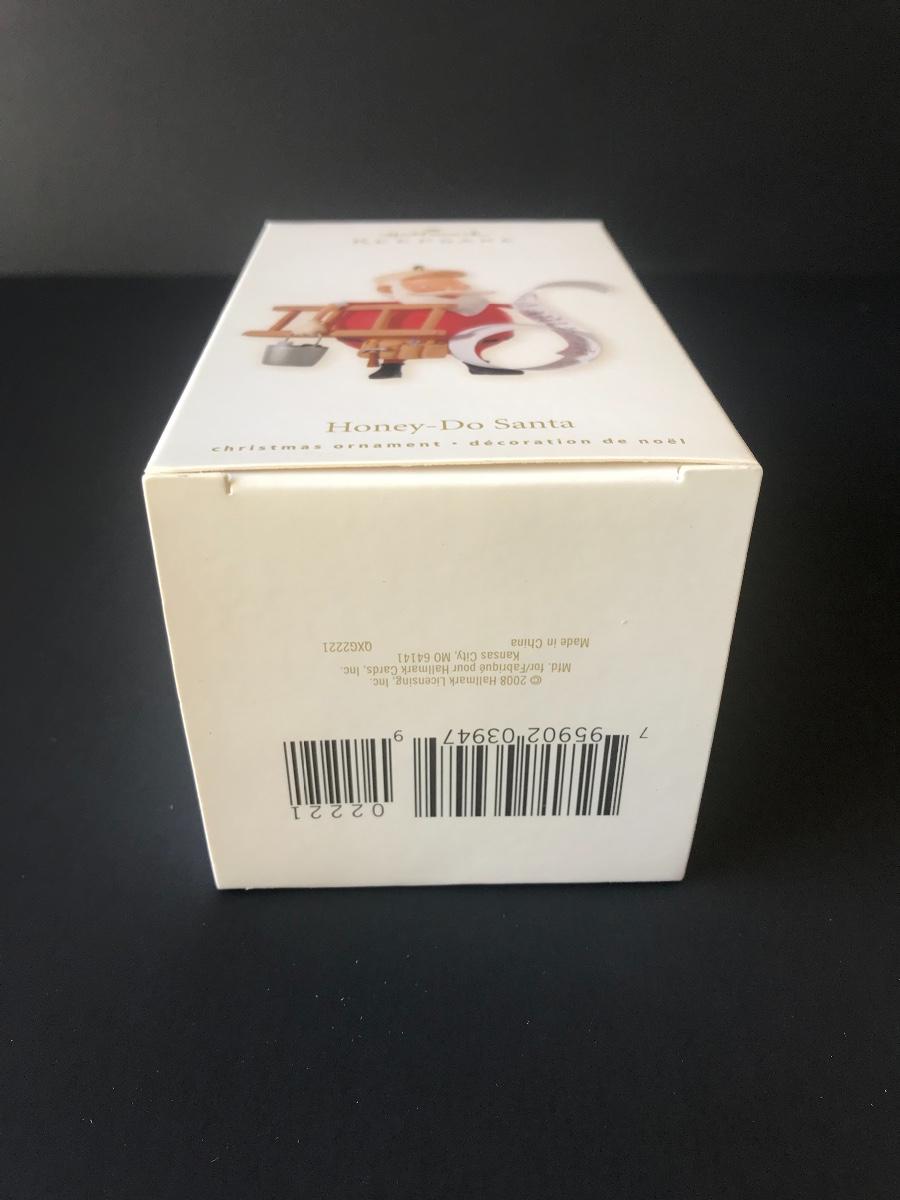 Hallmark
KEEPSAKE
Honey-Do Santa
christmas ornament • décoration de noël
7 95902 03947 9
02221
© 2008 Hallmark Licensing, Inc.
Mfd. for/Fabriqué pour Hallmark Cards, Inc.
Kansas City, MO 64141
Made in China QXG2221